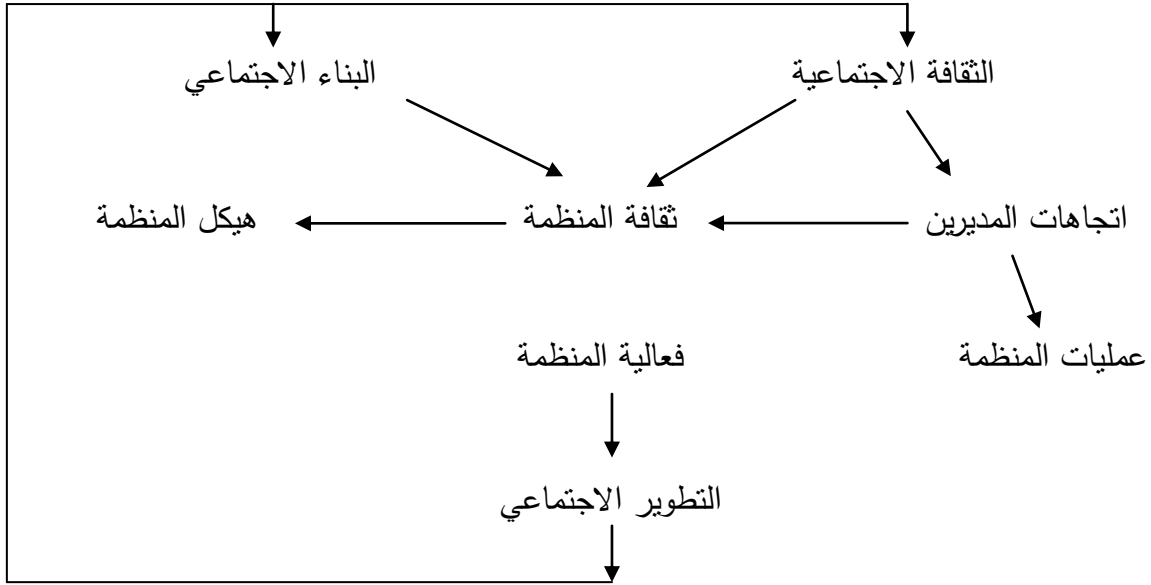 الثقافة الاجتماعية
البناء الاجتماعي
اتجاهات المديرين
ثقافة المنظمة
هيكل المنظمة
عمليات المنظمة
فعالية المنظمة
التطوير الاجتماعي